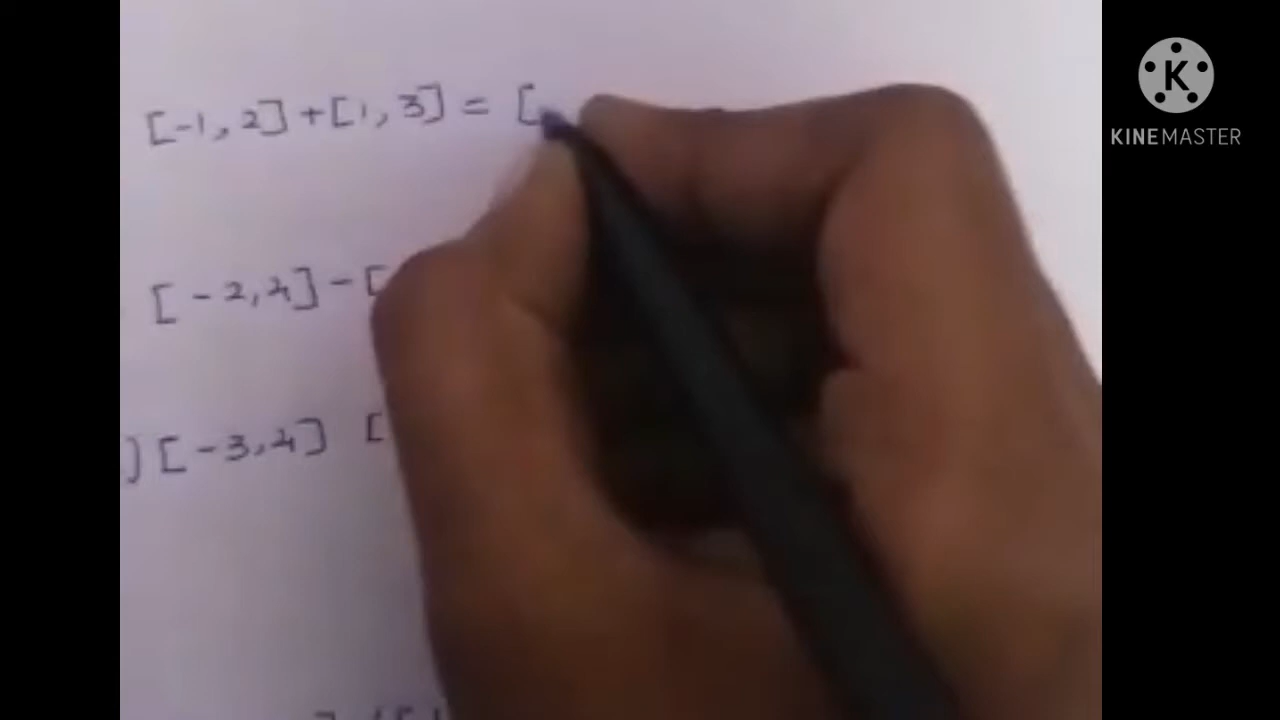 [-1, 2] + [1, 3] = [
[-2, 4] - [
) [-3, 4] [
K
KINEMASTER